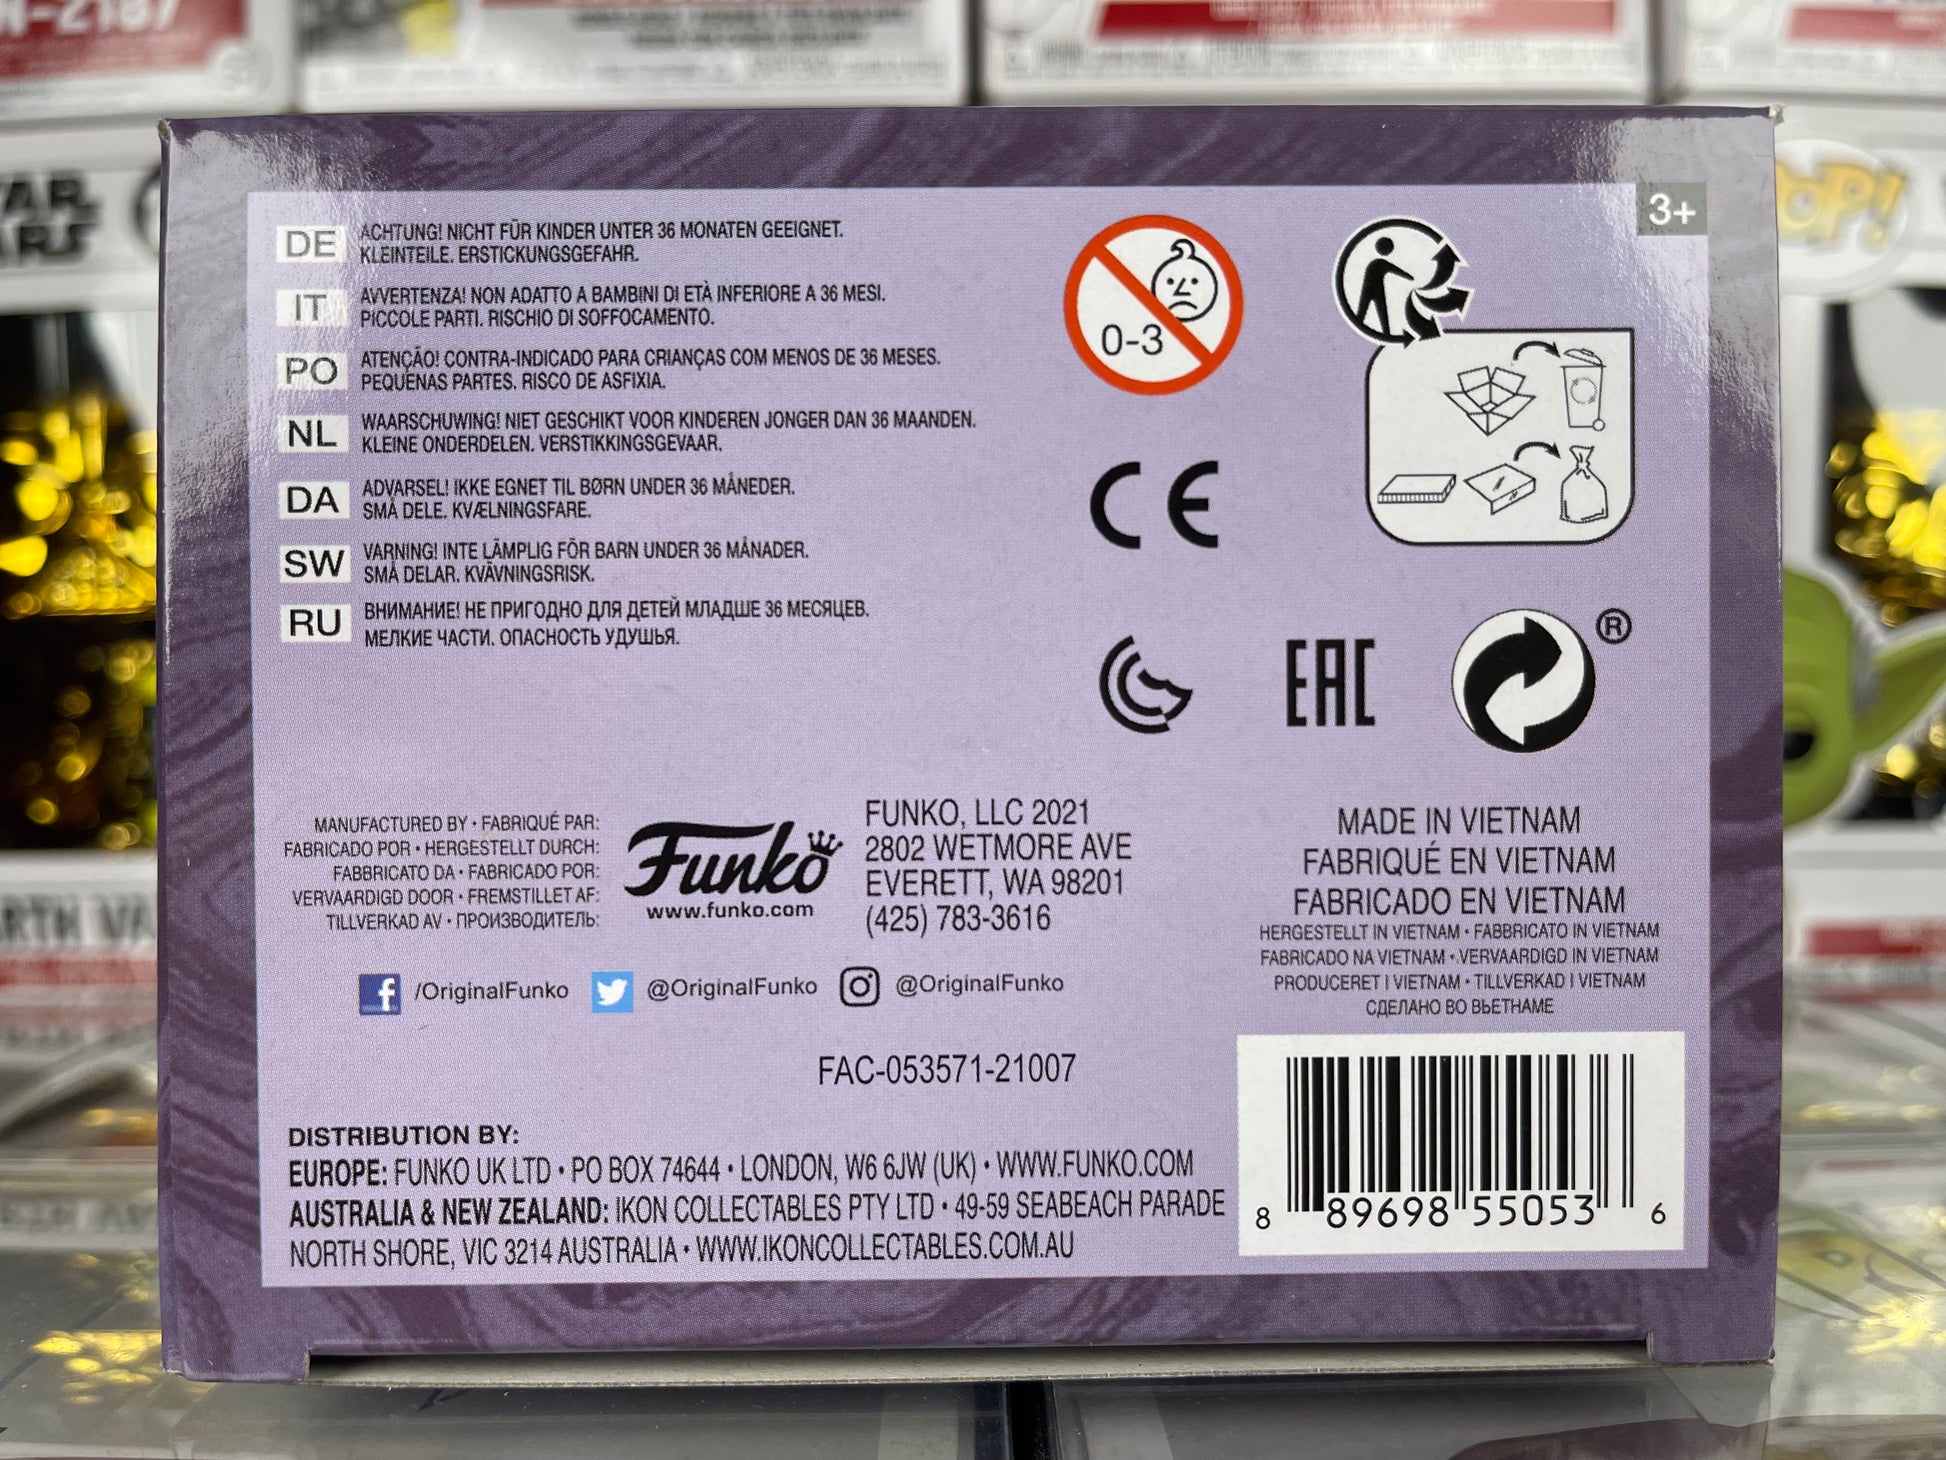 N-2187
STAR
WARS
POP!
3+
DE ACHTUNG! NICHT FÜR KINDER UNTER 36 MONATEN GEEIGNET.
KLEINTEILE. ERSTICKUNGSGEFAHR.
IT AVVERTENZA! NON ADATTO A BAMBINI DI ETÀ INFERIORE A 36 MESI.
PICCOLE PARTI. RISCHIO DI SOFFOCAMENTO.
PO ATENÇÃO! CONTRA-INDICADO PARA CRIANÇAS COM MENOS DE 36 MESES.
PEQUENAS PARTES. RISCO DE ASFIXIA.
NL WAARSCHUWING! NIET GESCHIKT VOOR KINDEREN JONGER DAN 36 MAANDEN.
KLEINE ONDERDELEN. VERSTIKKINGSGEVAAR.
DA ADVARSEL! IKKE EGNET TIL BØRN UNDER 36 MÅNEDER.
SMÅ DELE. KVÆLNINGSFARE.
SW VARNING! INTE LÄMPLIG FÖR BARN UNDER 36 MÅNADER.
SMÅ DELAR. KVÄVNINGSRISK.
RU ВНИМАНИЕ! НЕ ПРИГОДНО ДЛЯ ДЕТЕЙ МЛАДШЕ 36 МЕСЯЦЕВ.
МЕЛКИЕ ЧАСТИ. ОПАСНОСТЬ УДУШЬЯ.
0-3
CE
EAC
®
MANUFACTURED BY • FABRIQUÉ PAR:
FABRICADO POR • HERGESTELLT DURCH:
FABBRICATO DA • FABRICADO POR:
VERVAARDIGD DOOR • FREMSTILLET AF:
TILLVERKAD AV • ПРОИЗВОДИТЕЛЬ:
Funko
www.funko.com
FUNKO, LLC 2021
2802 WETMORE AVE
EVERETT, WA 98201
(425) 783-3616
MADE IN VIETNAM
FABRIQUÉ EN VIETNAM
FABRICADO EN VIETNAM
HERGESTELLT IN VIETNAM • FABBRICATO IN VIETNAM
FABRICADO NA VIETNAM • VERVAARDIGD IN VIETNAM
PRODUCERET I VIETNAM • TILLVERKAD I VIETNAM
СДЕЛАНО ВО ВЬЕТНАМЕ
/OriginalFunko @OriginalFunko @OriginalFunko
FAC-053571-21007
DISTRIBUTION BY:
EUROPE: FUNKO UK LTD • PO BOX 74644 • LONDON, W6 6JW (UK) • WWW.FUNKO.COM
AUSTRALIA & NEW ZEALAND: IKON COLLECTABLES PTY LTD • 49-59 SEABEACH PARADE
NORTH SHORE, VIC 3214 AUSTRALIA • WWW.IKONCOLLECTABLES.COM.AU
8 89698 55053 6